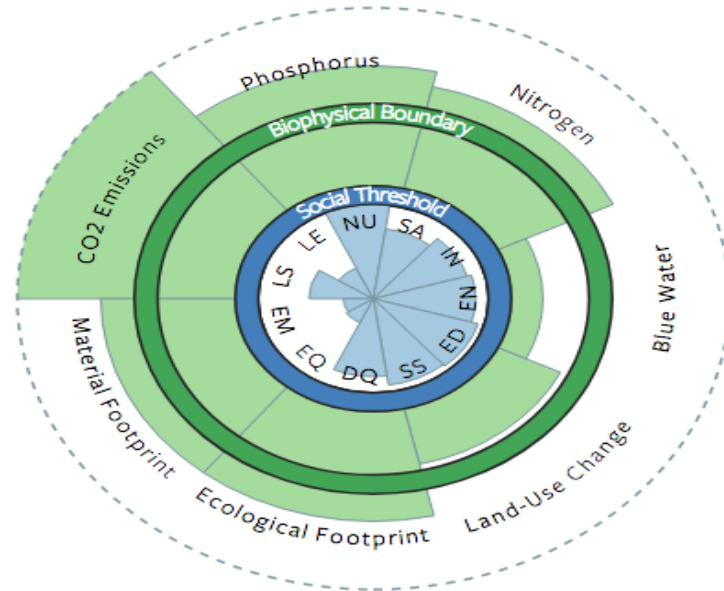 Phosphorus
Nitrogen
Biophysical Boundary
CO2 Emissions
Social Threshold
NU
SA
LE
IN
LS
EN
EM
ED
EQ
DQ
SS
Blue Water
Material Footprint
Land-Use Change
Ecological Footprint